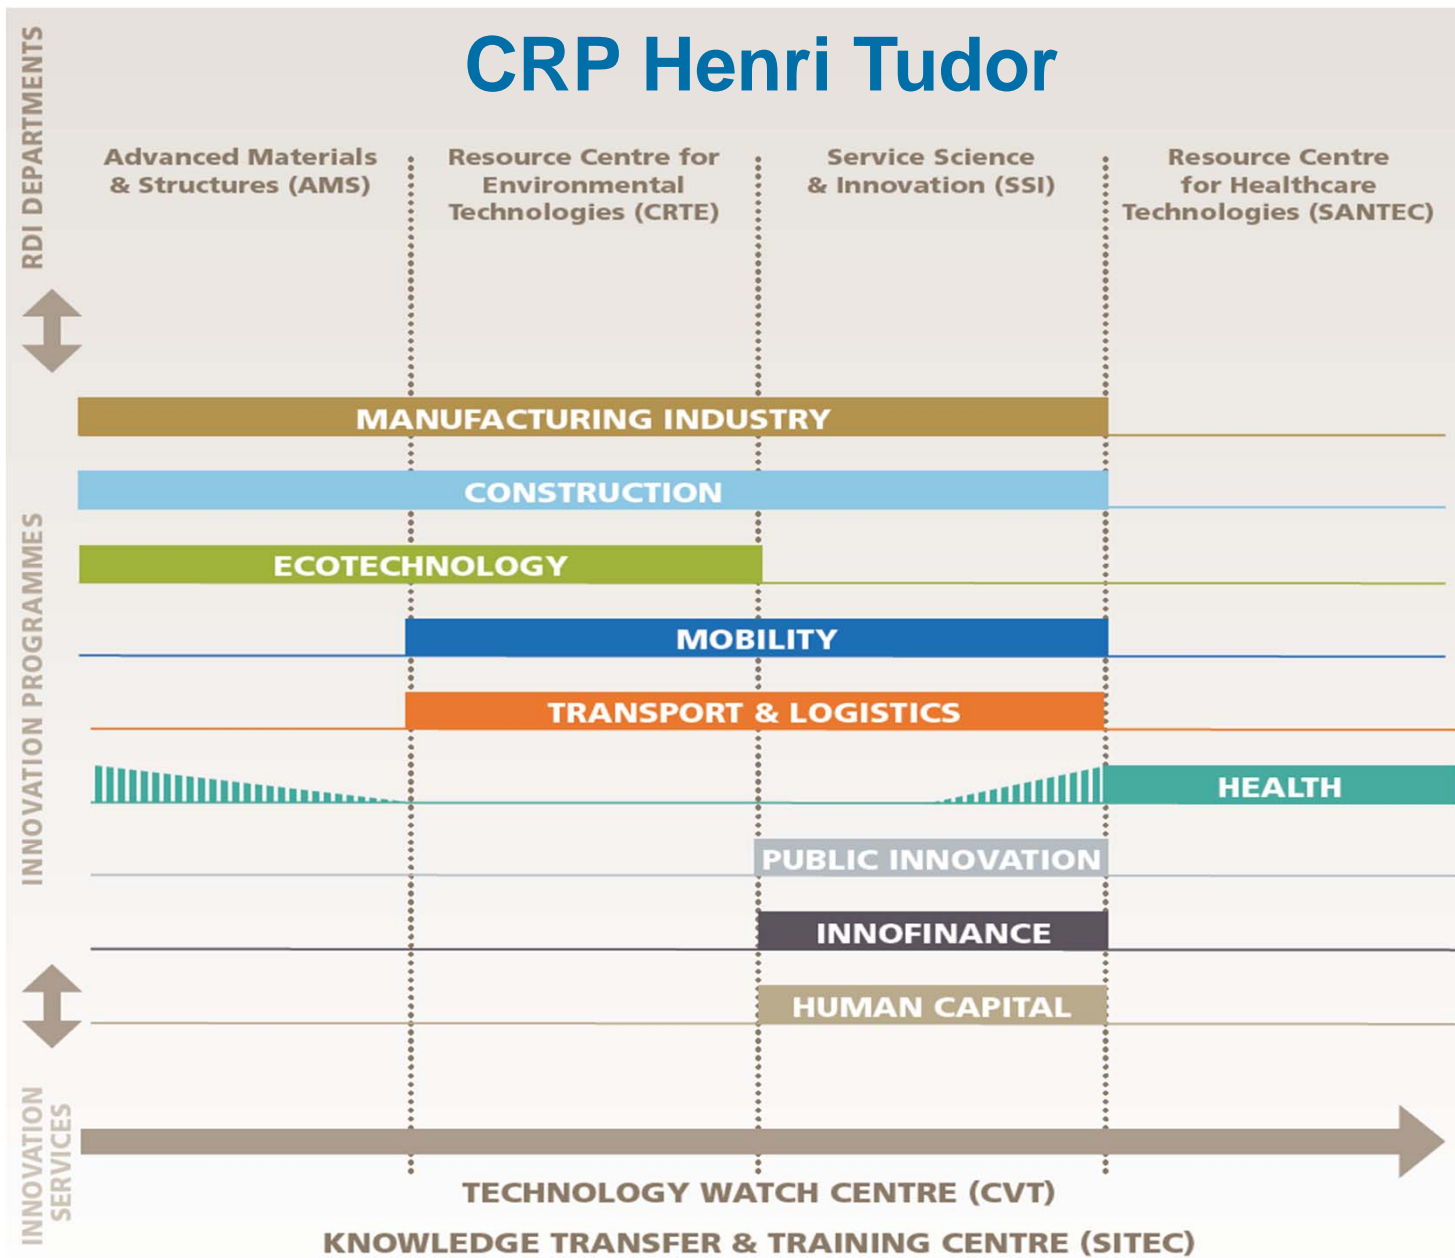 CRP Henri Tudor
RDI DEPARTMENTS
Advanced Materials
& Structures (AMS)
Resource Centre for
Environmental
Technologies (CRTE)
Service Science
& Innovation (SSI)
Resource Centre
for Healthcare
Technologies (SANTEC)
INNOVATION PROGRAMMES
MANUFACTURING INDUSTRY
CONSTRUCTION
ECOTECHNOLOGY
MOBILITY
TRANSPORT & LOGISTICS
HEALTH
PUBLIC INNOVATION
INNOFINANCE
HUMAN CAPITAL
INNOVATION
SERVICES
TECHNOLOGY WATCH CENTRE (CVT)
KNOWLEDGE TRANSFER & TRAINING CENTRE (SITEC)